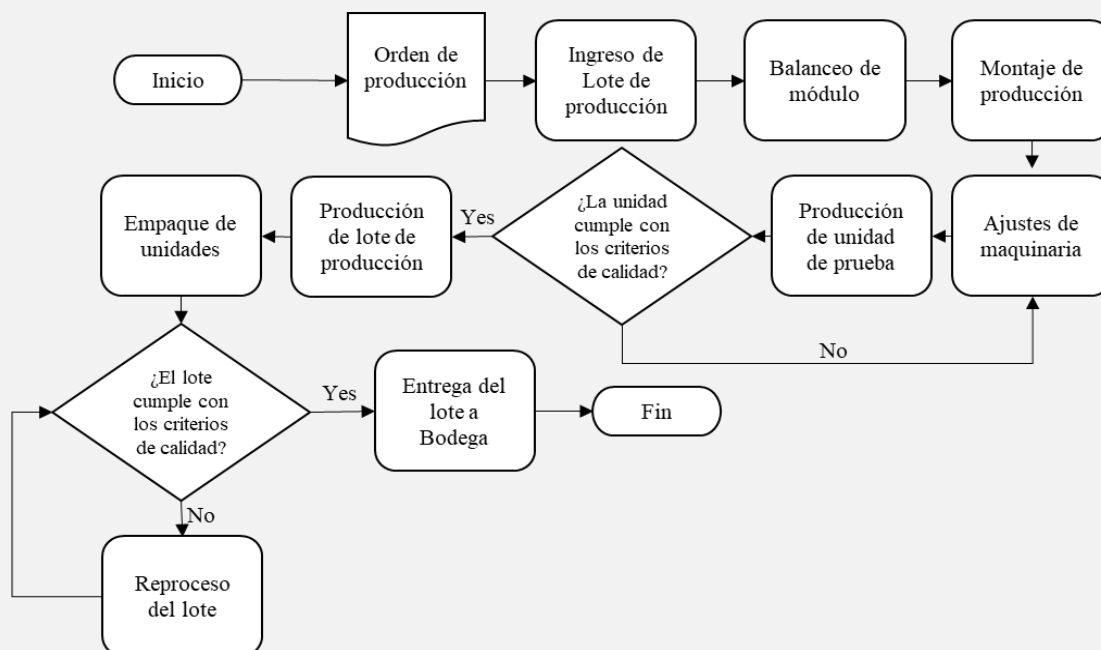 Inicio
Orden de
producción
Ingreso de
Lote de
producción
Balanceo de
módulo
Montaje de
producción
Ajustes de
maquinaria
Producción
de unidad
de prueba
¿La unidad
cumple con
los criterios
de calidad?
No
Yes
Producción
de lote de
producción
Empaque de
unidades
¿El lote
cumple con
los criterios
de calidad?
Yes
Entrega del
lote a
Bodega
Fin
No
Reproceso
del lote